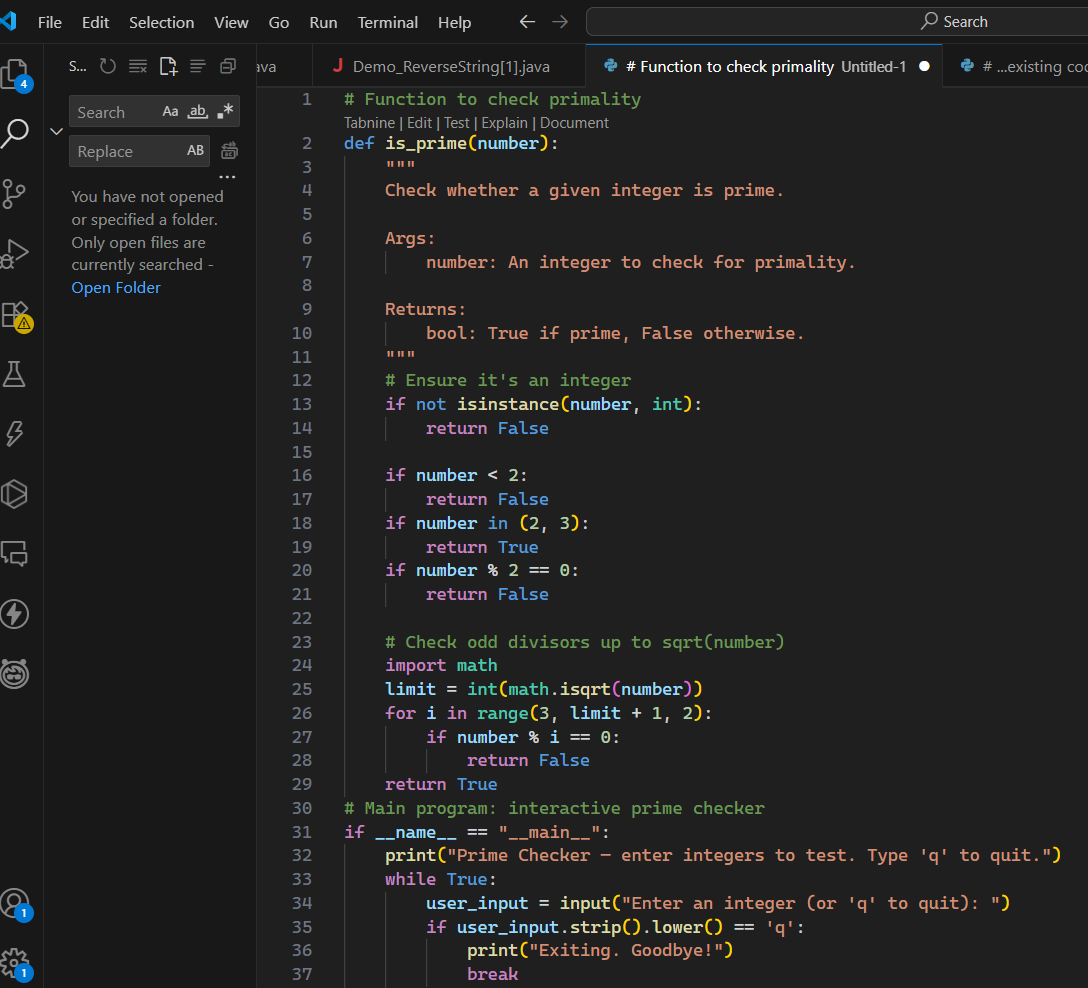 File Edit Selection View Go Run Terminal Help ← → Search
S... ava J Demo_ReverseString[1].java # Function to check primality Untitled-1 ● # ...existing co
4
Search Aa ab .*
Replace AB
...
You have not opened
or specified a folder.
Only open files are
currently searched -
Open Folder
1 # Function to check primality
Tabnine | Edit | Test | Explain | Document
2 def is_prime(number):
3 """
4 Check whether a given integer is prime.
5
6 Args:
7 number: An integer to check for primality.
8
9 Returns:
10 bool: True if prime, False otherwise.
11 """
12 # Ensure it's an integer
13 if not isinstance(number, int):
14 return False
15
16 if number < 2:
17 return False
18 if number in (2, 3):
19 return True
20 if number % 2 == 0:
21 return False
22
23 # Check odd divisors up to sqrt(number)
24 import math
25 limit = int(math.isqrt(number))
26 for i in range(3, limit + 1, 2):
27 if number % i == 0:
28 return False
29 return True
30 # Main program: interactive prime checker
31 if __name__ == "__main__":
32 print("Prime Checker — enter integers to test. Type 'q' to quit.")
33 while True:
34 user_input = input("Enter an integer (or 'q' to quit): ")
35 if user_input.strip().lower() == 'q':
36 print("Exiting. Goodbye!")
37 break
1
1